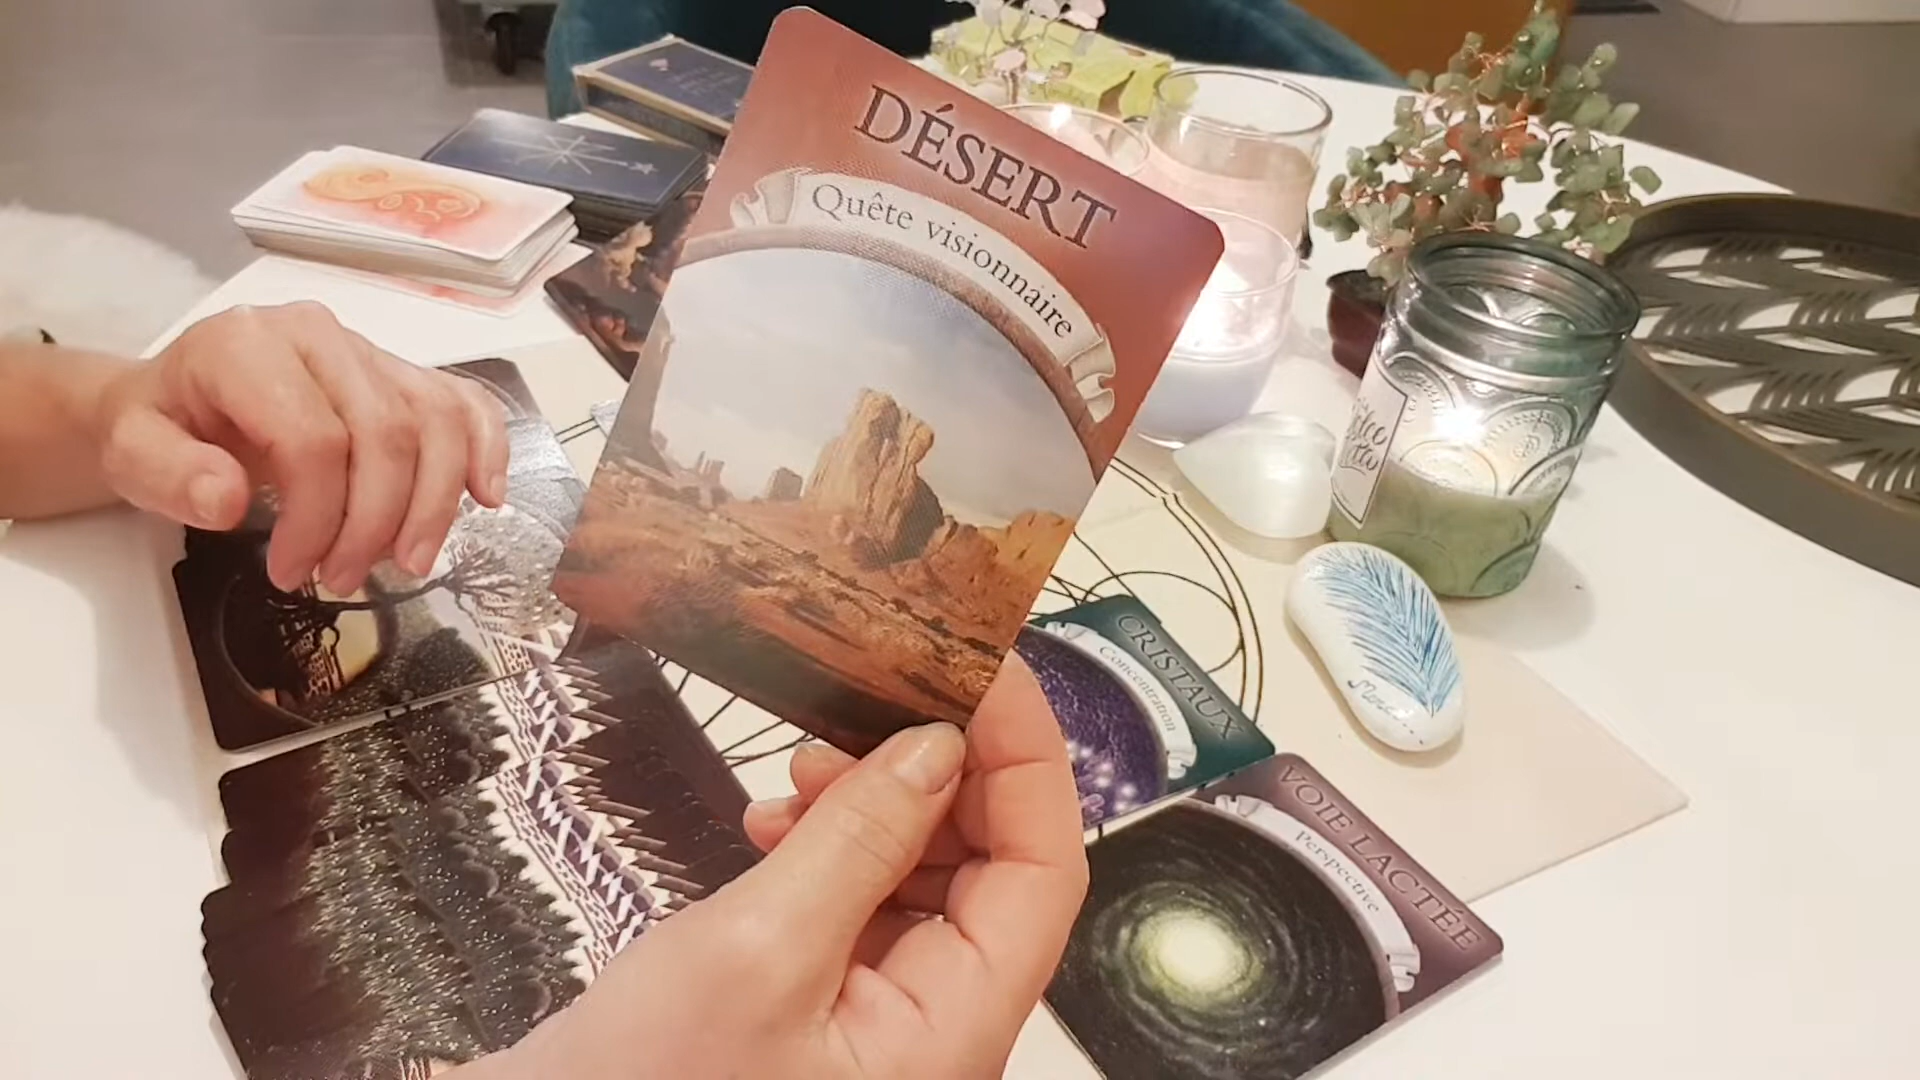 DÉSERT
Quête visionnaire
CRISTAUX
Concentration
VOIE LACTÉE
Perspective